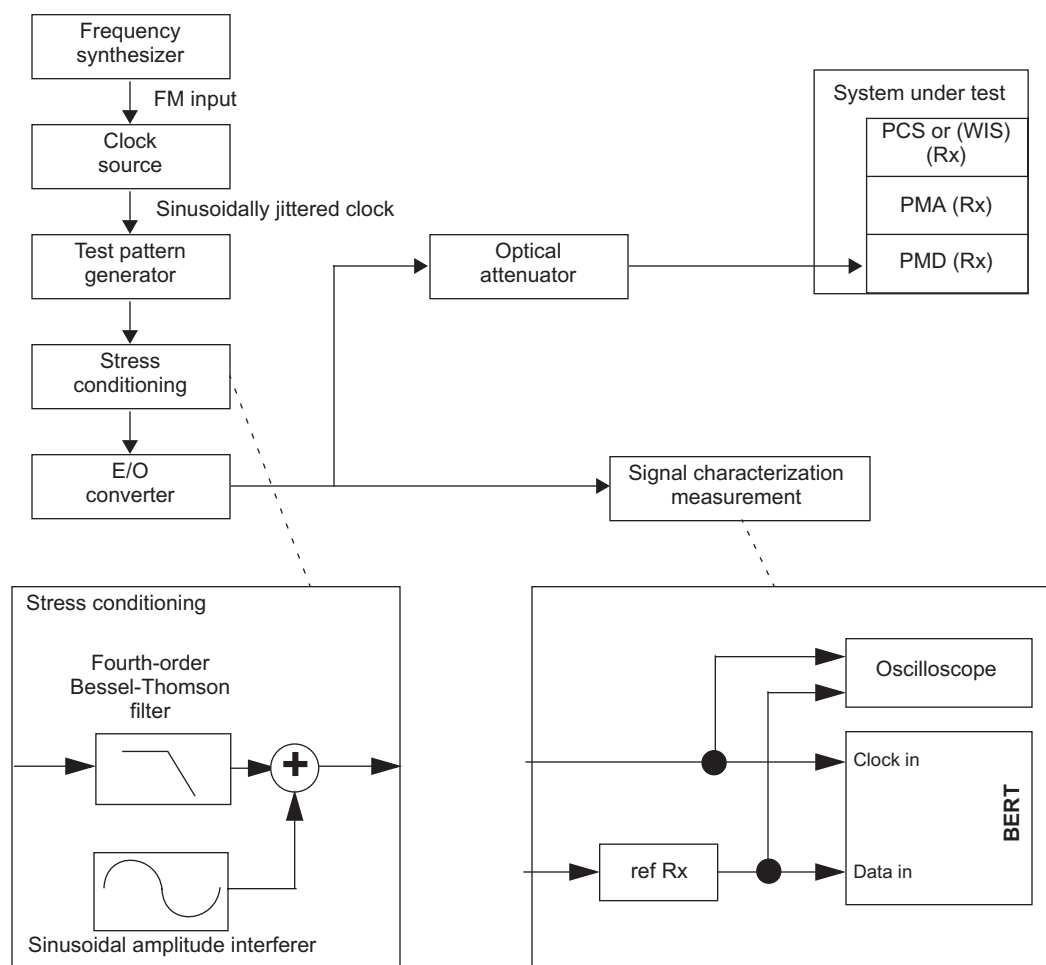 Frequency
synthesizer
FM input
Clock
source
Sinusoidally jittered clock
Test pattern
generator
Stress
conditioning
E/O
converter
Optical
attenuator
System under test
PCS or (WIS)
(Rx)
PMA (Rx)
PMD (Rx)
Signal characterization
measurement
Stress conditioning
Fourth-order
Bessel-Thomson
filter
+
Sinusoidal amplitude interferer
Oscilloscope
Clock in
BERT
ref Rx
Data in